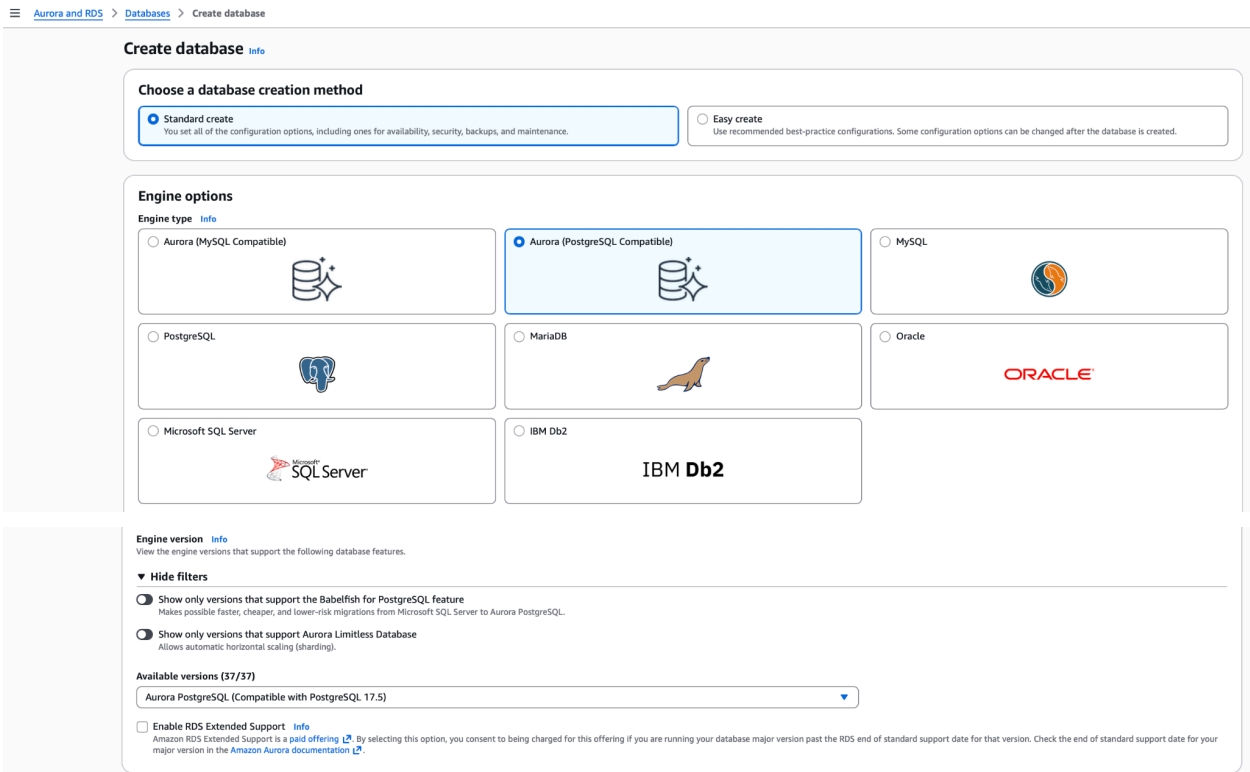 Aurora and RDS > Databases > Create database
Create database Info
Choose a database creation method
Standard create
You set all of the configuration options, including ones for availability, security, backups, and maintenance.
Easy create
Use recommended best-practice configurations. Some configuration options can be changed after the database is created.
Engine options
Engine type Info
Aurora (MySQL Compatible)
Aurora (PostgreSQL Compatible)
MySQL
PostgreSQL
MariaDB
Oracle
ORACLE
Microsoft SQL Server
Microsoft
SQL Server
IBM Db2
IBM Db2
Engine version Info
View the engine versions that support the following database features.
Hide filters
Show only versions that support the Babelfish for PostgreSQL feature
Makes possible faster, cheaper, and lower-risk migrations from Microsoft SQL Server to Aurora PostgreSQL.
Show only versions that support Aurora Limitless Database
Allows automatic horizontal scaling (sharding).
Available versions (37/37)
Aurora PostgreSQL (Compatible with PostgreSQL 17.5)
Enable RDS Extended Support Info
Amazon RDS Extended Support is a paid offering. By selecting this option, you consent to being charged for this offering if you are running your database major version past the RDS end of standard support date for that version. Check the end of standard support date for your
major version in the Amazon Aurora documentation.